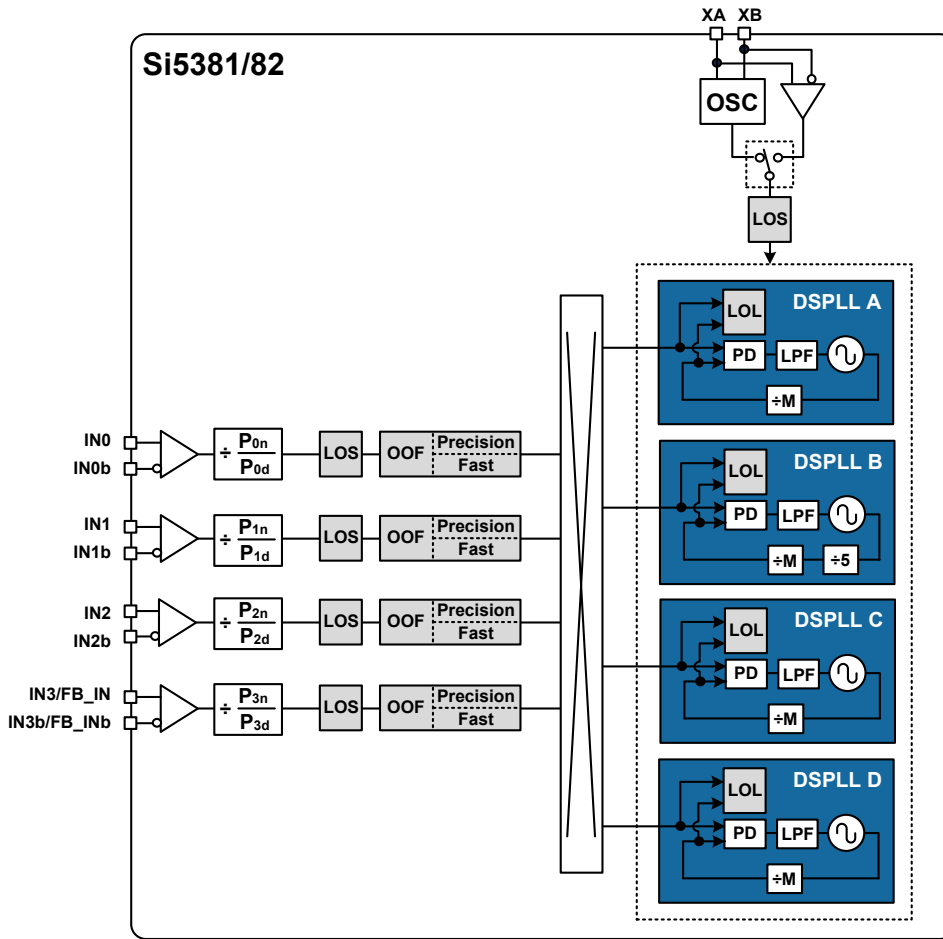 XA XB
Si5381/82
OSC
LOS
DSPLL A
LOL
PD LPF
÷M
IN0
IN0b
÷ P0n
P0d
LOS OOF Precision
Fast
DSPLL B
LOL
PD LPF
÷M ÷5
IN1
IN1b
÷ P1n
P1d
LOS OOF Precision
Fast
IN2
IN2b
÷ P2n
P2d
LOS OOF Precision
Fast
DSPLL C
LOL
PD LPF
÷M
IN3/FB_IN
IN3b/FB_INb
÷ P3n
P3d
LOS OOF Precision
Fast
DSPLL D
LOL
PD LPF
÷M